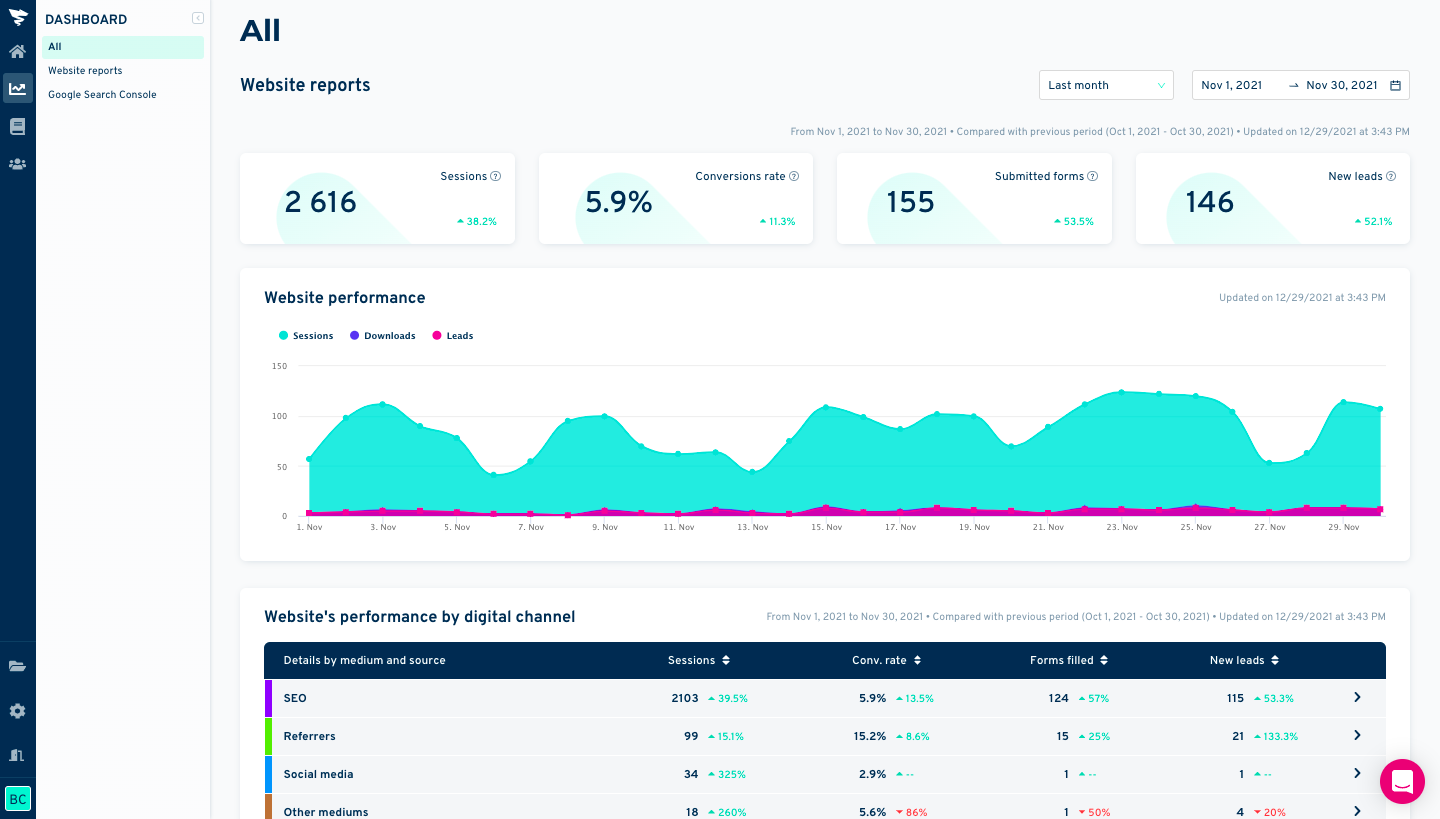 DASHBOARD
All
Website reports
Google Search Console
BC
All
Website reports
Last month
Nov 1, 2021 → Nov 30, 2021
From Nov 1, 2021 to Nov 30, 2021 • Compared with previous period (Oct 1, 2021 - Oct 30, 2021) • Updated on 12/29/2021 at 3:43 PM
Sessions ?
2 616
38.2%
Conversions rate ?
5.9%
11.3%
Submitted forms ?
155
53.5%
New leads ?
146
52.1%
Website performance
Updated on 12/29/2021 at 3:43 PM
Sessions Downloads Leads
150
100
50
0
1. Nov 3. Nov 5. Nov 7. Nov 9. Nov 11. Nov 13. Nov 15. Nov 17. Nov 19. Nov 21. Nov 23. Nov 25. Nov 27. Nov 29. Nov
Website's performance by digital channel
From Nov 1, 2021 to Nov 30, 2021 • Compared with previous period (Oct 1, 2021 - Oct 30, 2021) • Updated on 12/29/2021 at 3:43 PM
Details by medium and source Sessions Conv. rate Forms filled New leads
SEO 2103 39.5% 5.9% 13.5% 124 57% 115 53.3%
Referrers 99 15.1% 15.2% 8.6% 15 25% 21 133.3%
Social media 34 325% 2.9% -- 1 -- 1 --
Other mediums 18 260% 5.6% 86% 1 50% 4 20%